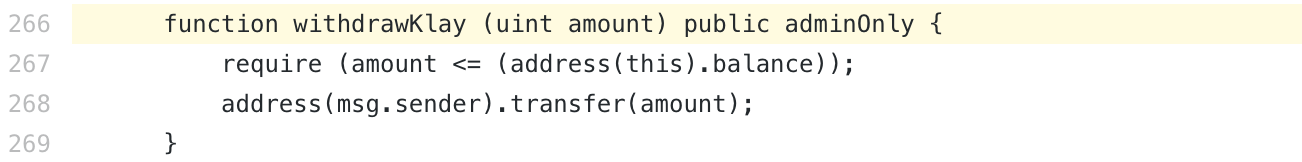 266 function withdrawKlay (uint amount) public adminOnly {
267 require (amount <= (address(this).balance));
268 address(msg.sender).transfer(amount);
269 }